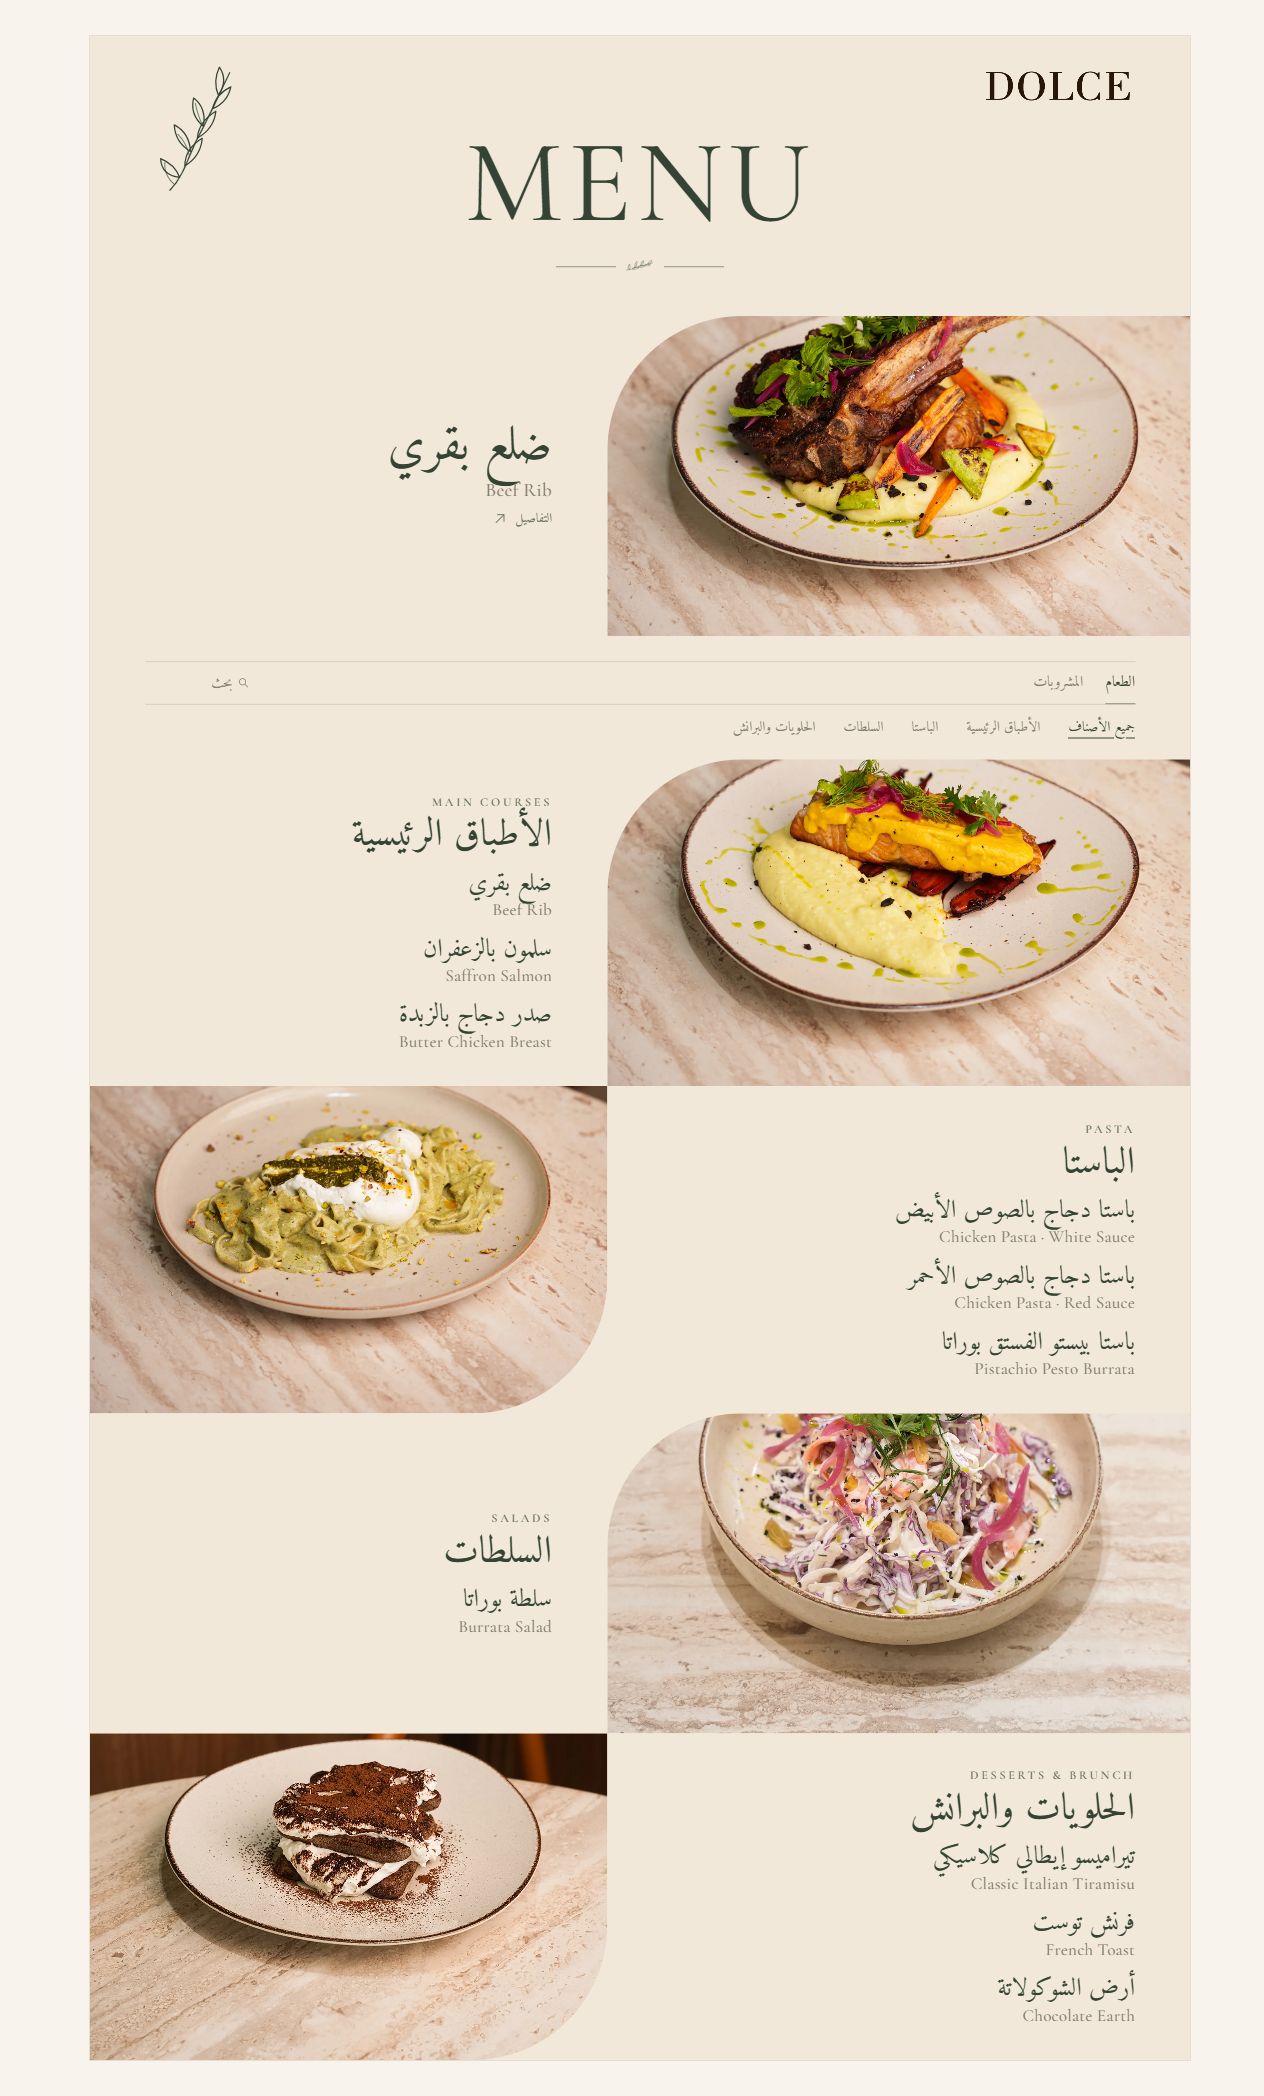 DOLCE
MENU
ضلع بقري
Beef Rib
التفاصيل
الطعام
المشروبات
بحث
جميع الأصناف
الأطباق الرئيسية
الباستا
السلطات
الحلويات والبرانش
MAIN COURSES
الأطباق الرئيسية
ضلع بقري
Beef Rib
سلمون بالزعفران
Saffron Salmon
صدر دجاج بالزبدة
Butter Chicken Breast
PASTA
الباستا
باستا دجاج بالصوص الأبيض
Chicken Pasta · White Sauce
باستا دجاج بالصوص الأحمر
Chicken Pasta · Red Sauce
باستا بيستو الفستق بوراتا
Pistachio Pesto Burrata
SALADS
السلطات
سلطة بوراتا
Burrata Salad
DESSERTS & BRUNCH
الحلويات والبرانش
تيراميسو إيطالي كلاسيكي
Classic Italian Tiramisu
فرنش توست
French Toast
أرض الشوكولاتة
Chocolate Earth